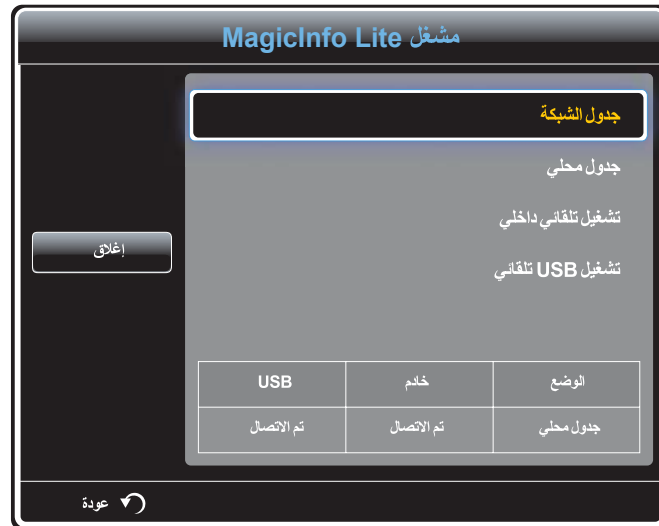 مشغل MagicInfo Lite
جدول الشبكة
جدول محلي
تشغيل تلقائي داخلي
تشغيل USB تلقائي
إغلاق
الوضع خادم USB
جدول محلي تم الاتصال تم الاتصال
عودة